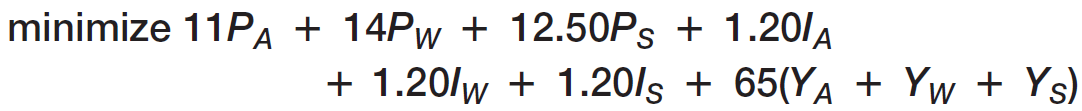 minimize 11P_A + 14P_W + 12.50P_S + 1.20I_A
+ 1.20I_W + 1.20I_S + 65(Y_A + Y_W + Y_S)